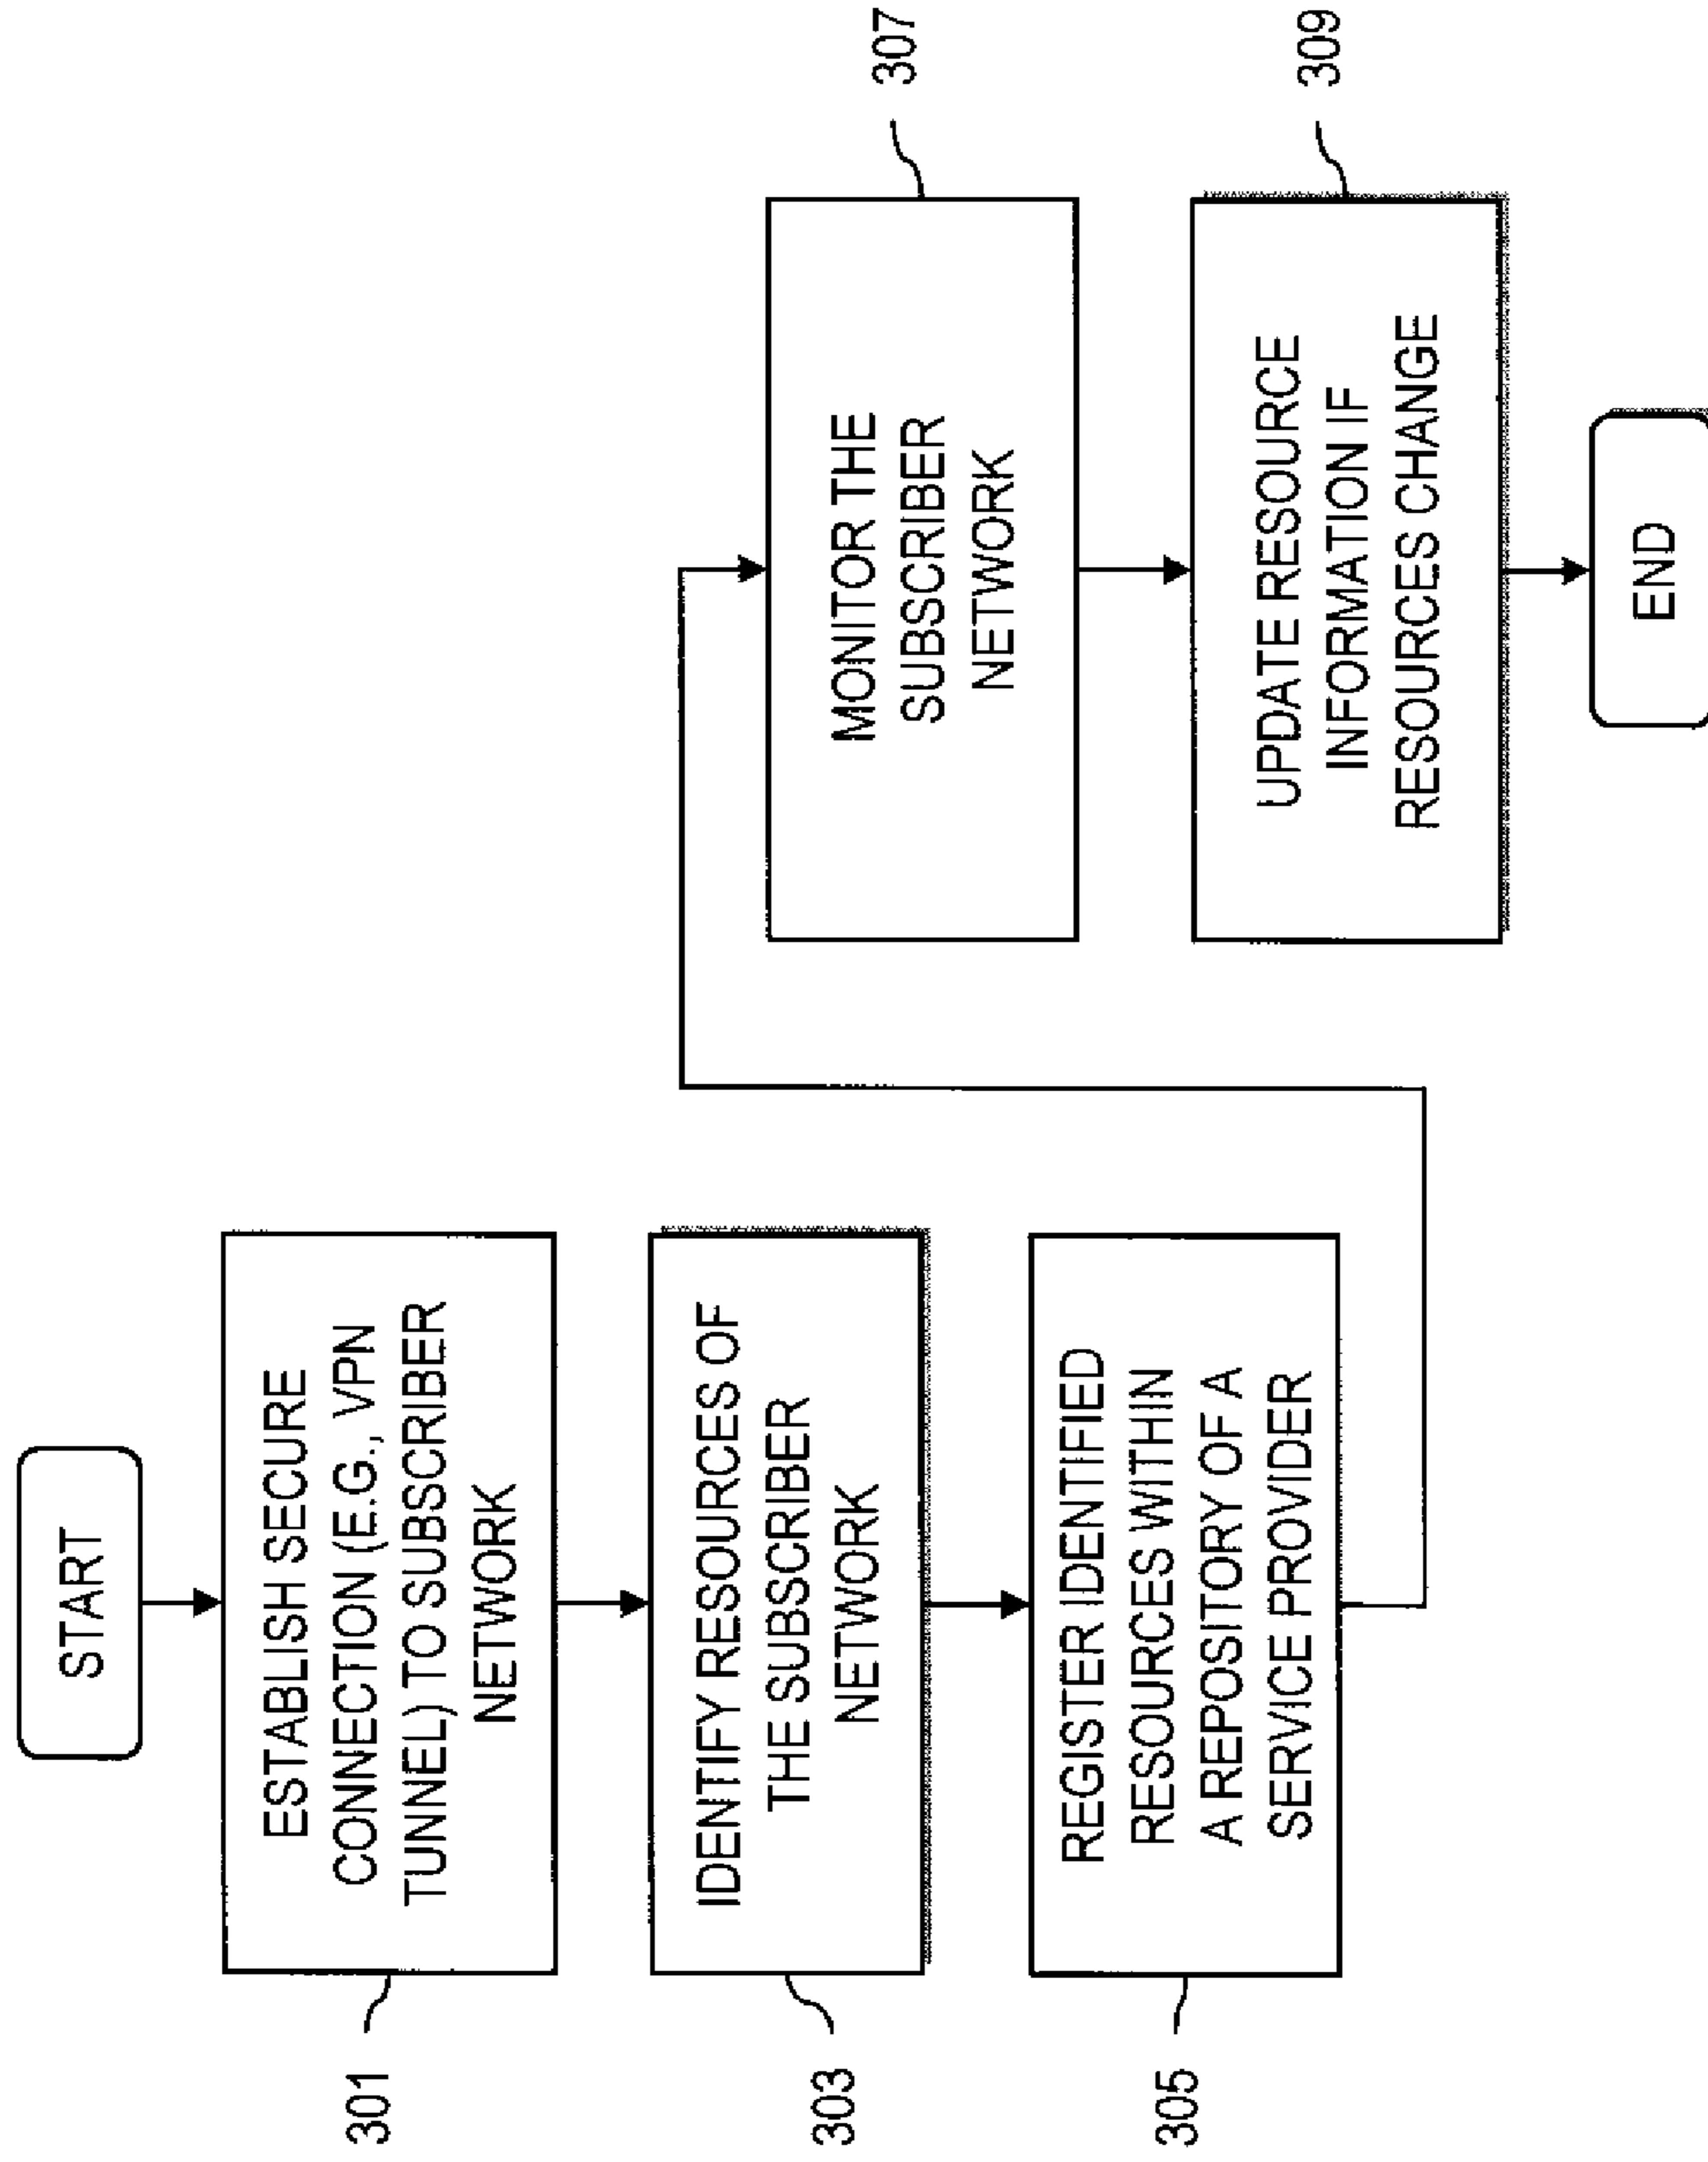 START
301
ESTABLISH SECURE
CONNECTION (E.G., VPN
TUNNEL) TO SUBSCRIBER
NETWORK
303
IDENTIFY RESOURCES OF
THE SUBSCRIBER
NETWORK
305
REGISTER IDENTIFIED
RESOURCES WITHIN
A REPOSITORY OF A
SERVICE PROVIDER
307
MONITOR THE
SUBSCRIBER
NETWORK
309
UPDATE RESOURCE
INFORMATION IF
RESOURCES CHANGE
END